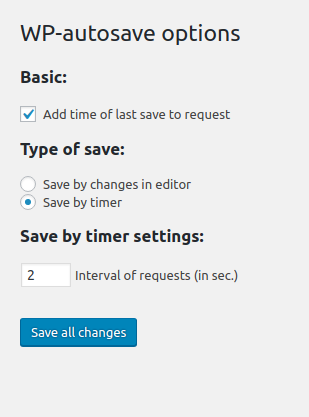 WP-autosave options
Basic:
Add time of last save to request
Type of save:
Save by changes in editor
Save by timer
Save by timer settings:
2 Interval of requests (in sec.)
Save all changes